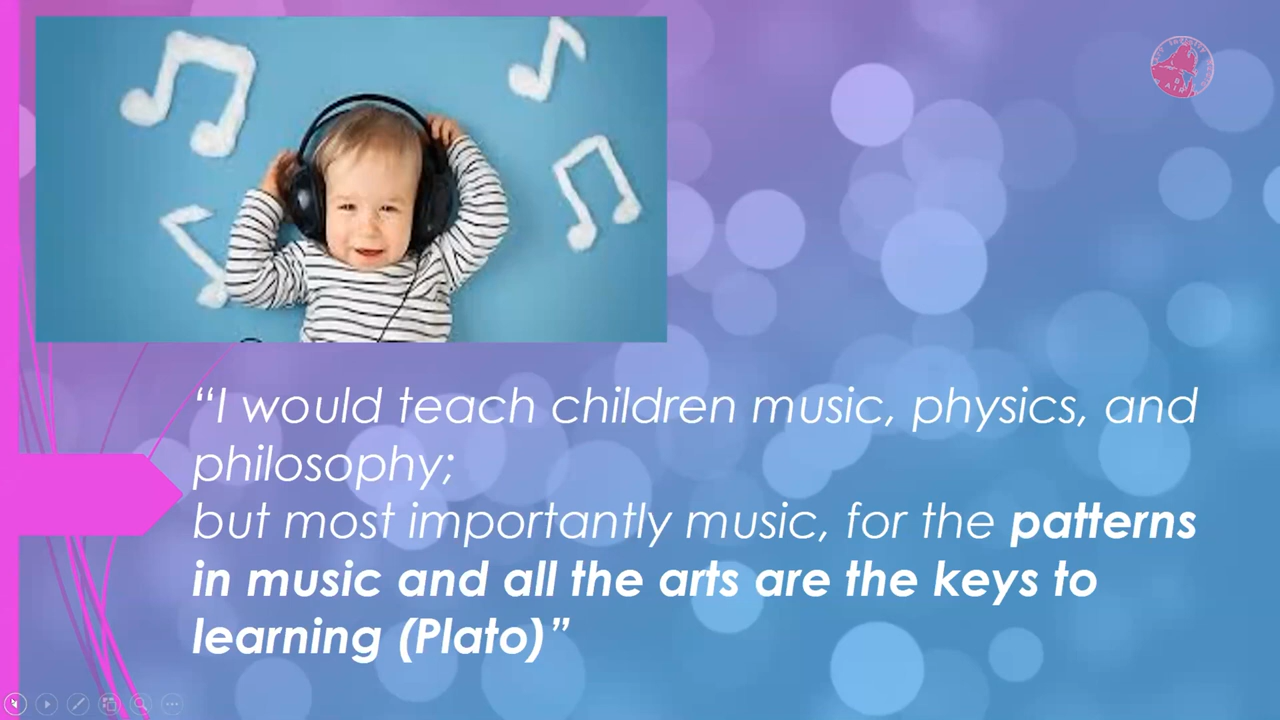 “I would teach children music, physics, and
philosophy;
but most importantly music, for the patterns
in music and all the arts are the keys to
learning (Plato)”